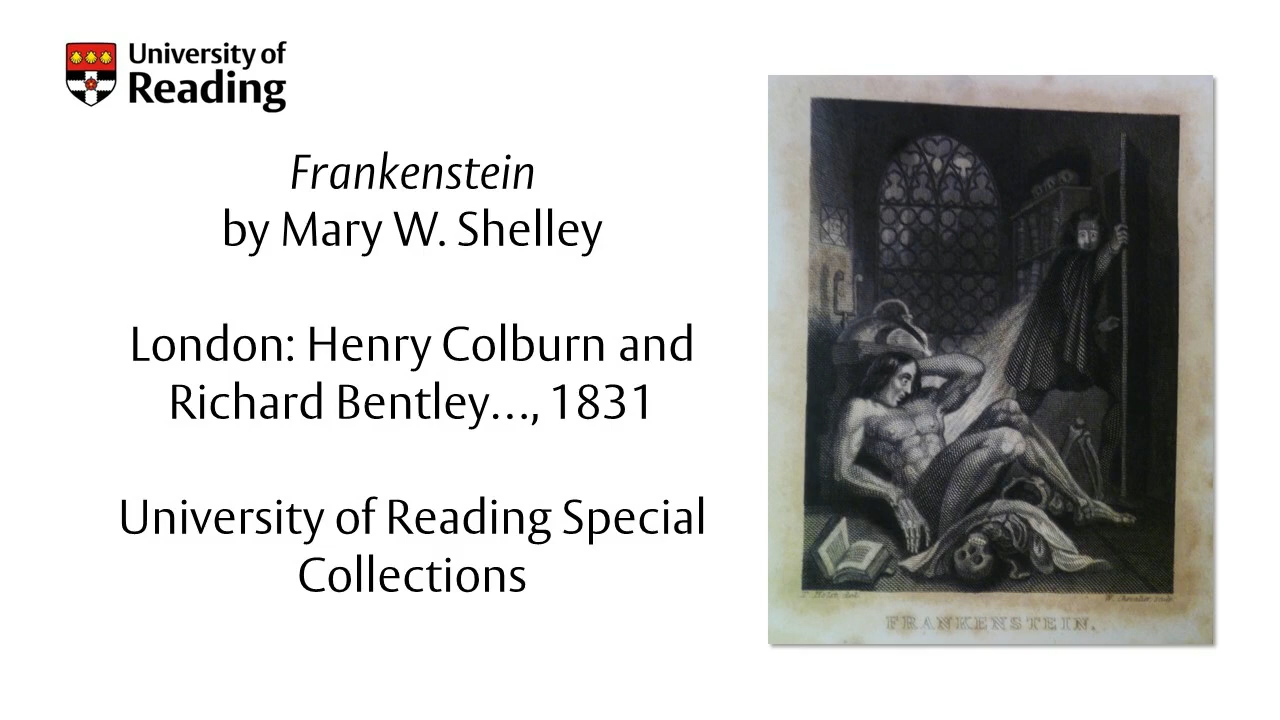 University of
Reading
Frankenstein
by Mary W. Shelley
London: Henry Colburn and
Richard Bentley…, 1831
University of Reading Special
Collections
FRANKENSTEIN.